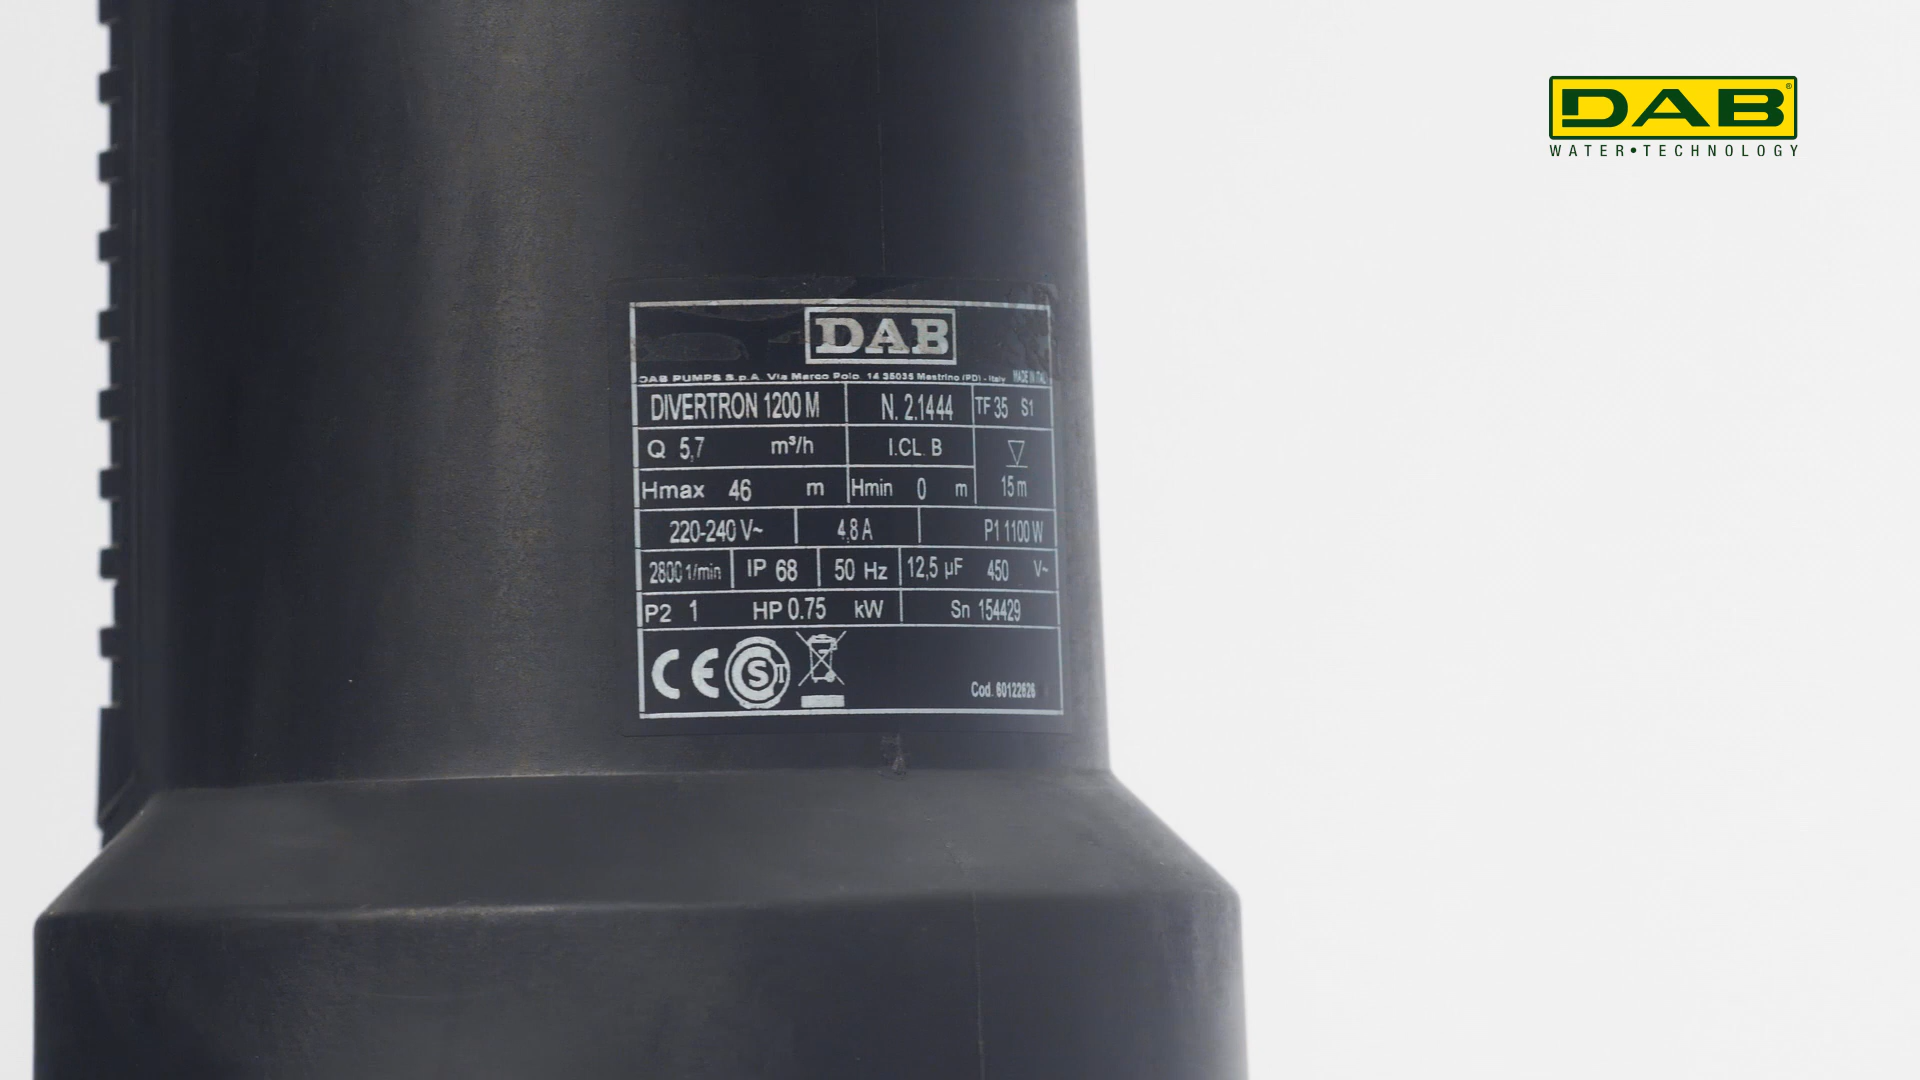 DAB
WATER•TECHNOLOGY
DAB
DAB PUMPS S.p.A. Via Marco Polo, 14 35035 Mestrino (PD) - Italy MADE IN ITALY
DIVERTRON 1200 M N. 2.1444 TF 35 S1
Q 5,7 m³/h I.CL. B
Hmax 46 m Hmin 0 m 15 m
220-240 V~ 4,8 A P1 1100 W
2800 1/min IP 68 50 Hz 12,5 µF 450 V~
P2 1 HP 0.75 kW Sn 154429
CE
Cod. 60122626